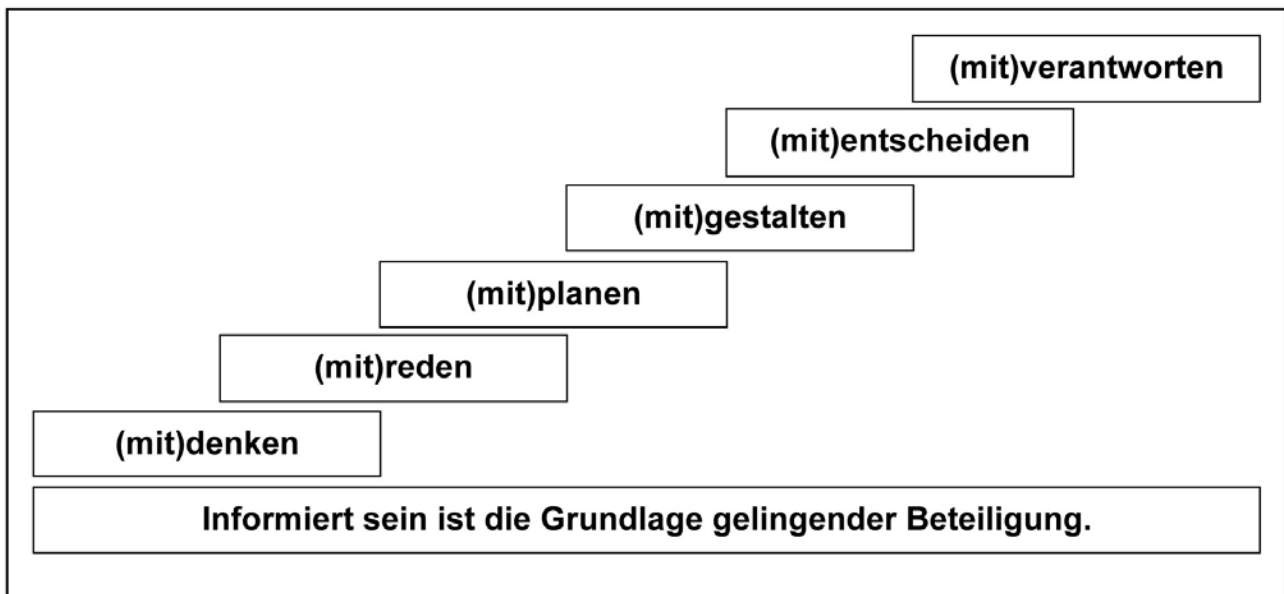 (mit)verantworten
(mit)entscheiden
(mit)gestalten
(mit)planen
(mit)reden
(mit)denken
Informiert sein ist die Grundlage gelingender Beteiligung.